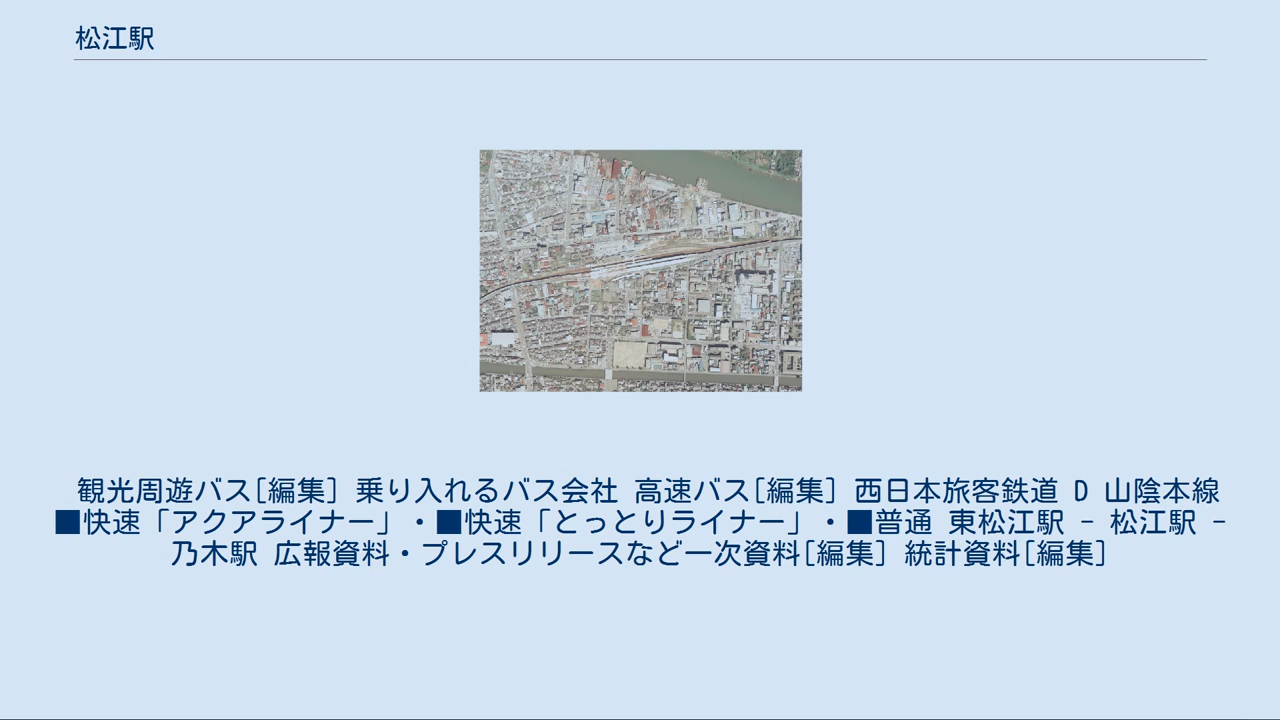 松江駅
観光周遊バス[編集] 乗り入れるバス会社 高速バス[編集] 西日本旅客鉄道 D 山陰本線
■快速「アクアライナー」・■快速「とっとりライナー」・■普通 東松江駅 - 松江駅 -
乃木駅 広報資料・プレスリリースなど一次資料[編集] 統計資料[編集]